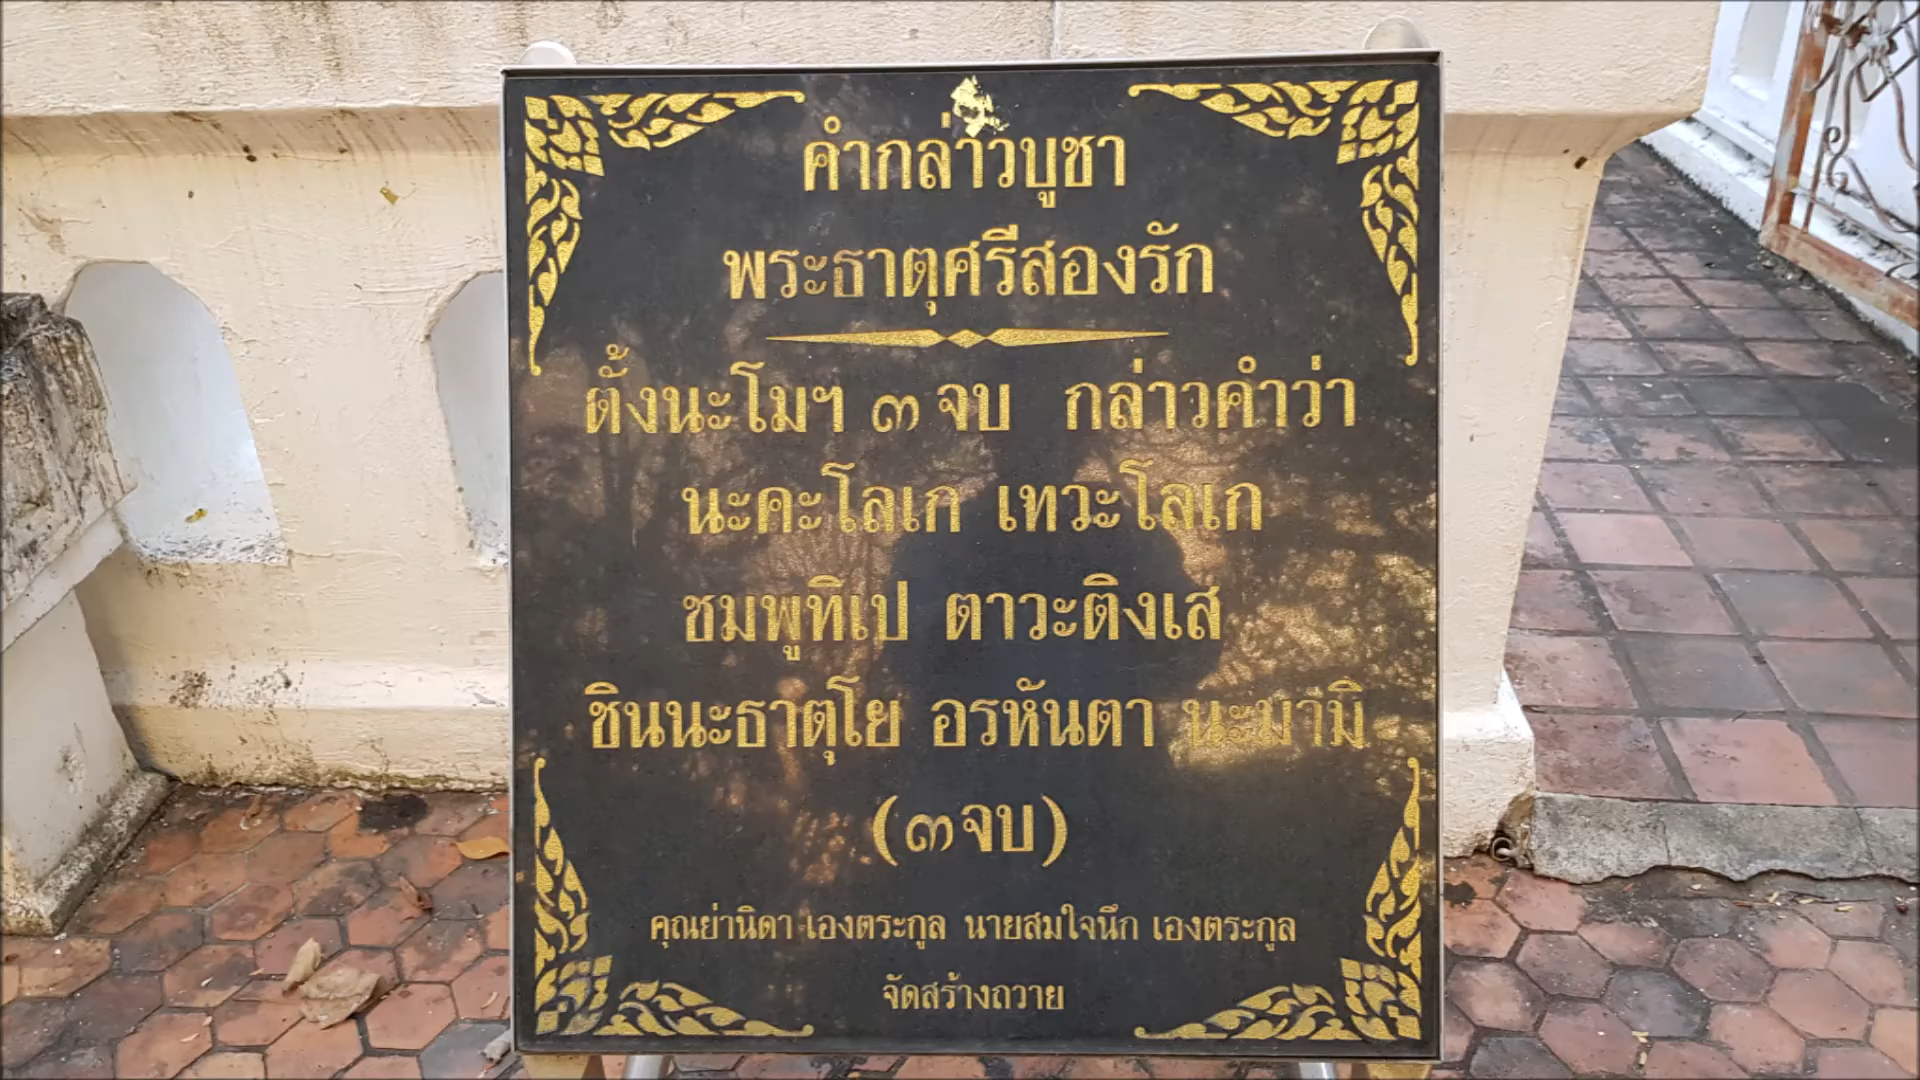 คำกล่าวบูชา
พระธาตุศรีสองรัก
ตั้งนะโมฯ ๓ จบ กล่าวคำว่า
นะคะโลเก เทวะโลเก
ชมพูทีเป ตาวะติงเส
ชินนะธาตุโย อรหันตา นะมามิ
(๓จบ)
คุณย่านิดา เองตระกูล นายสมใจนึก เองตระกูล
จัดสร้างถวาย